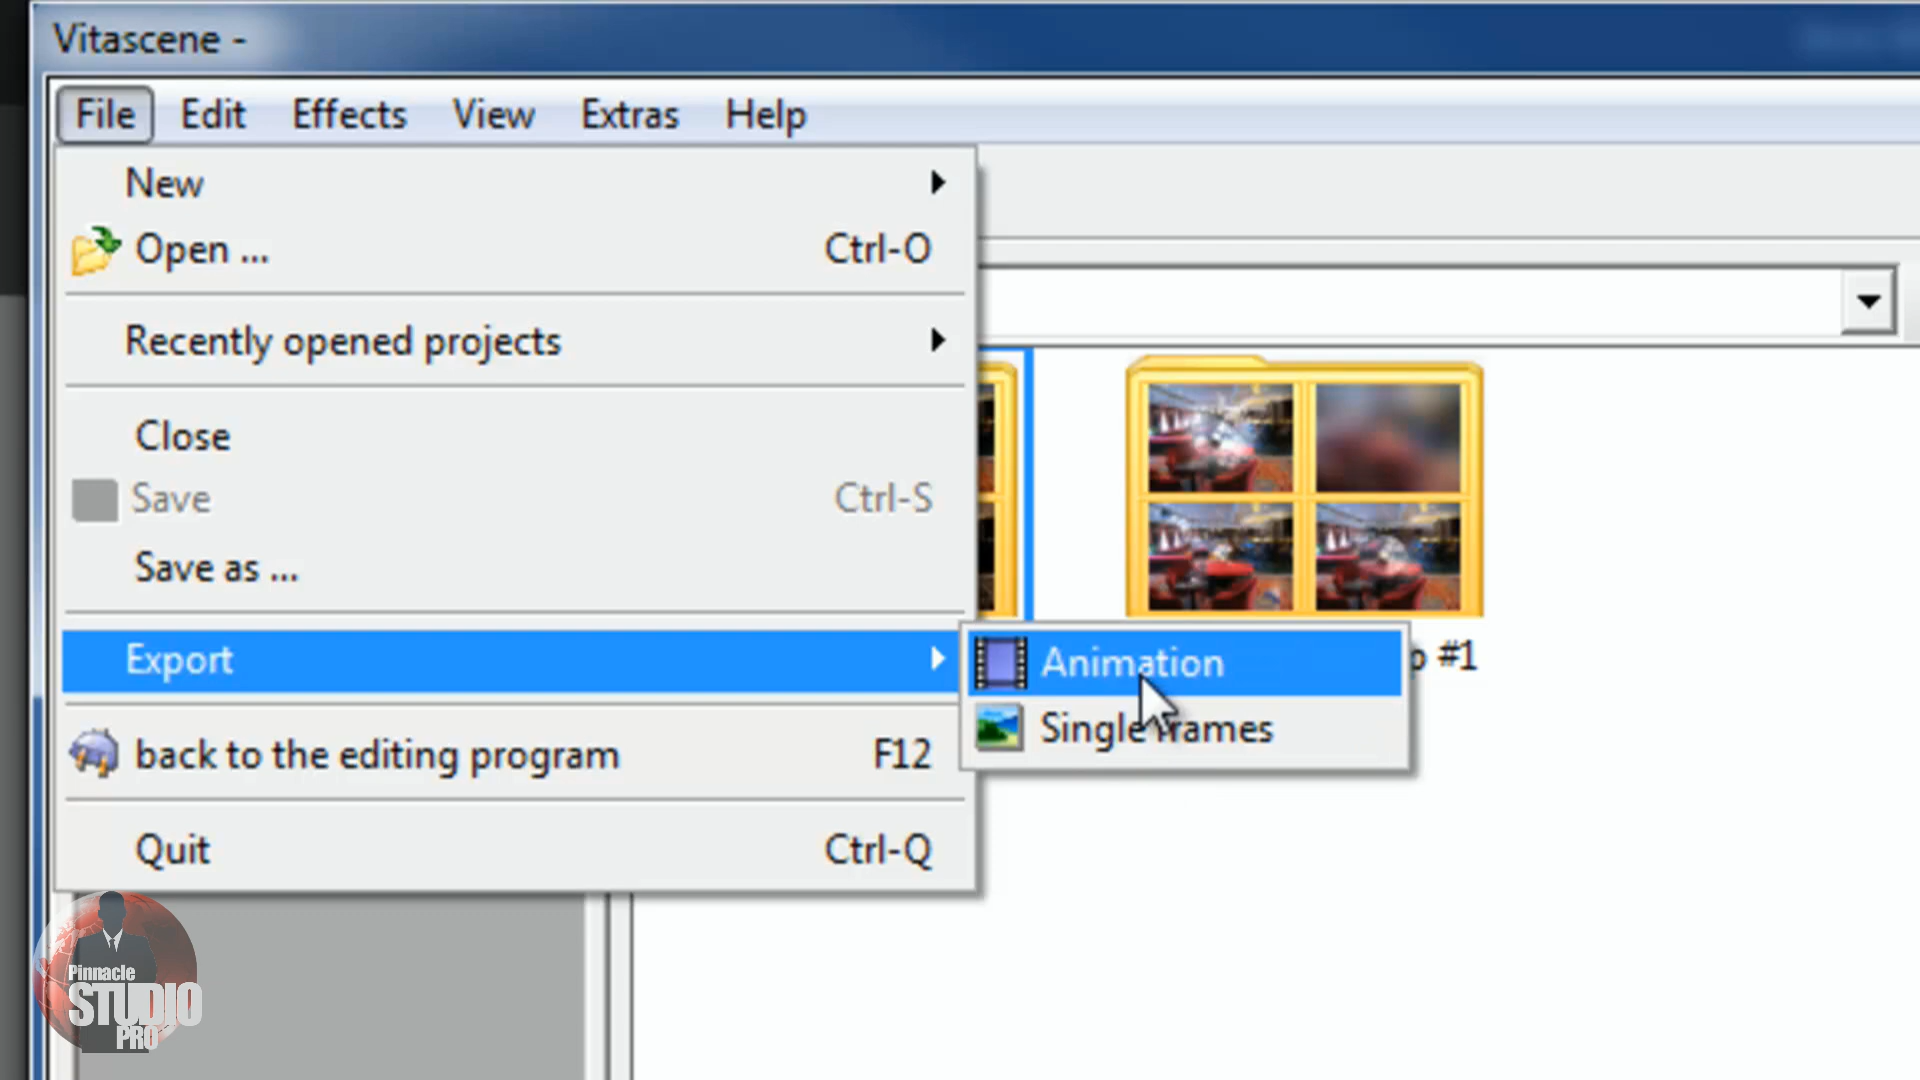 Vitascene -
File Edit Effects View Extras Help
New
Open ... Ctrl-O
Recently opened projects
Close
Save Ctrl-S
Save as ...
Export
Animation
p #1
Single frames
back to the editing program F12
Quit Ctrl-Q
Pinnacle
STUDIO
PRO